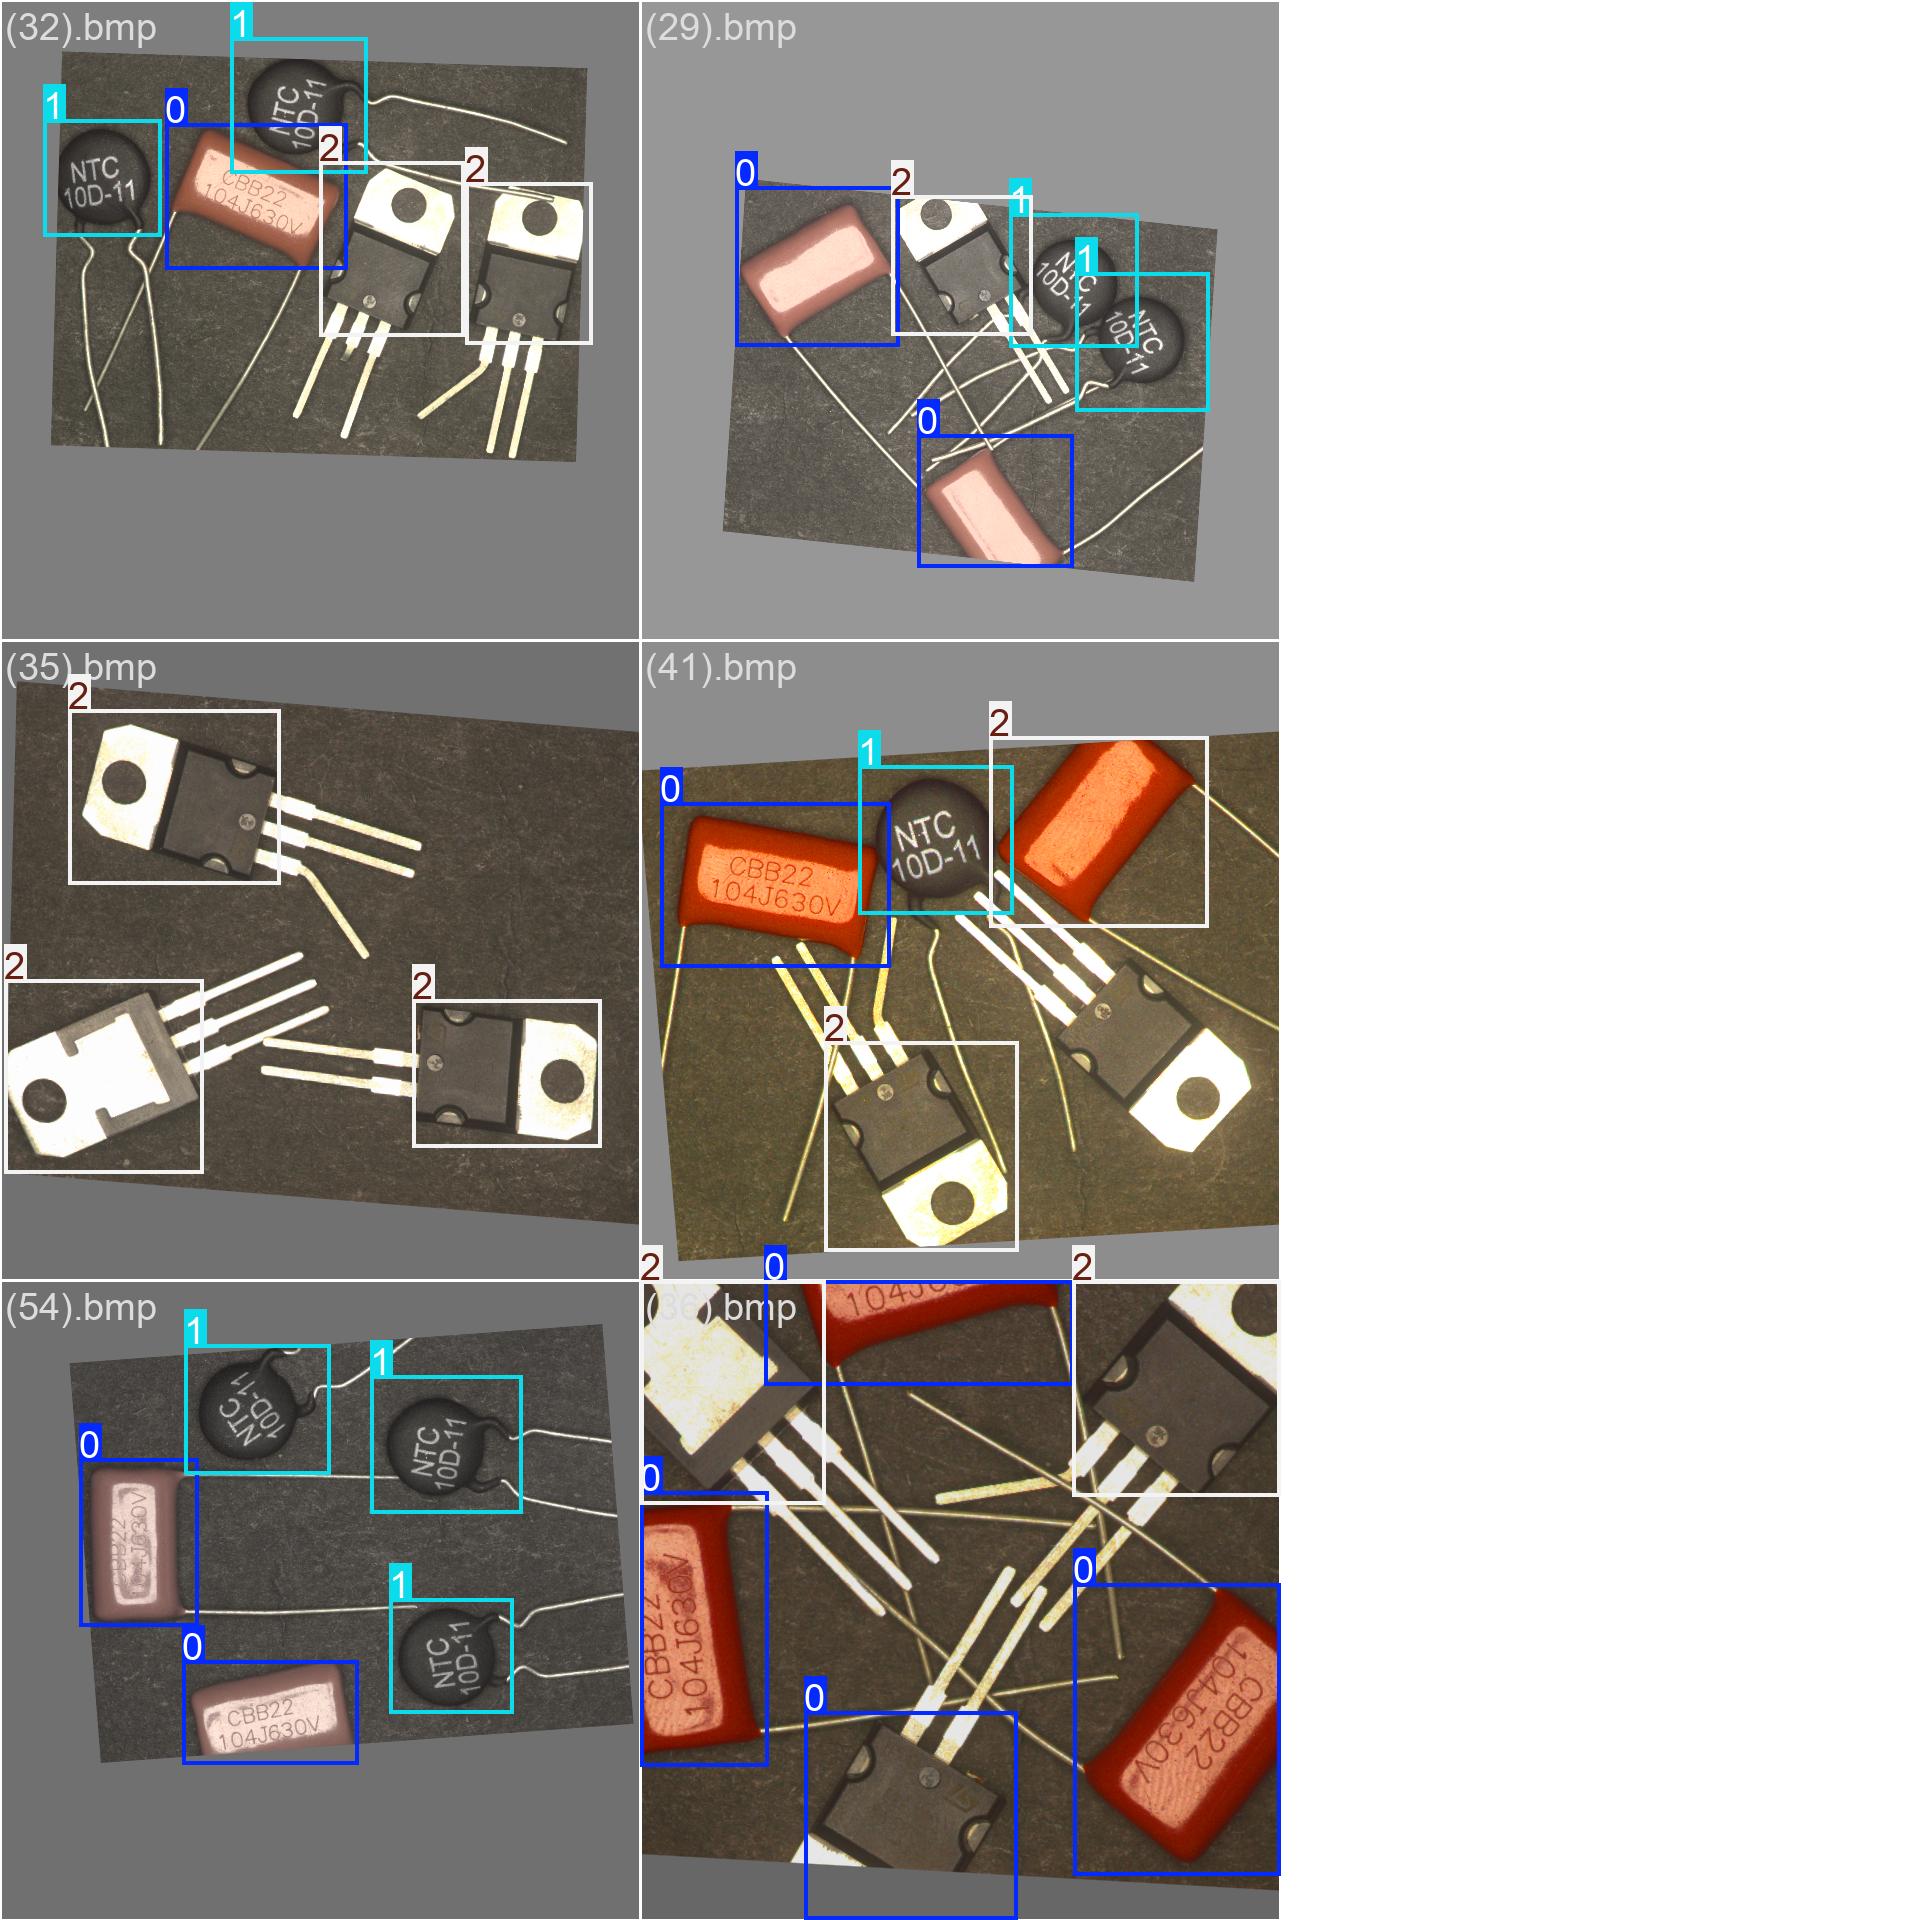 (32).bmp
1
1
0
2
2
NTC
10D-11
NTC
10D-11
CBB22
104J630V
(29).bmp
0
2
1
1
0
NTC
10D-11
NTC
10D-11
(35).bmp
2
2
2
(41).bmp
0
1
2
2
CBB22
104J630V
NTC
10D-11
(54).bmp
1
1
0
1
0
NTC
10D-11
NTC
10D-11
CBB22
104J630V
NTC
10D-11
CBB22
104J630V
(36).bmp
2
0
2
0
0
0
CBB22
104J630V
CBB22
104J630V